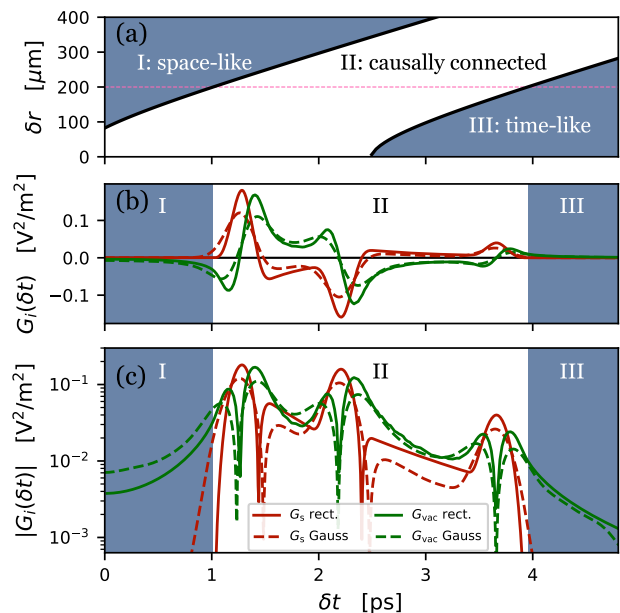 (a)
I: space-like
II: causally connected
III: time-like
400
300
200
100
0
δr [μm]
(b)
I
II
III
0.1
0.0
−0.1
G_i(δt) [V²/m²]
(c)
I
II
III
10⁻¹
10⁻²
10⁻³
|G_i(δt)| [V²/m²]
G_s rect.
G_s Gauss
G_vac rect.
G_vac Gauss
0
1
2
3
4
δt [ps]